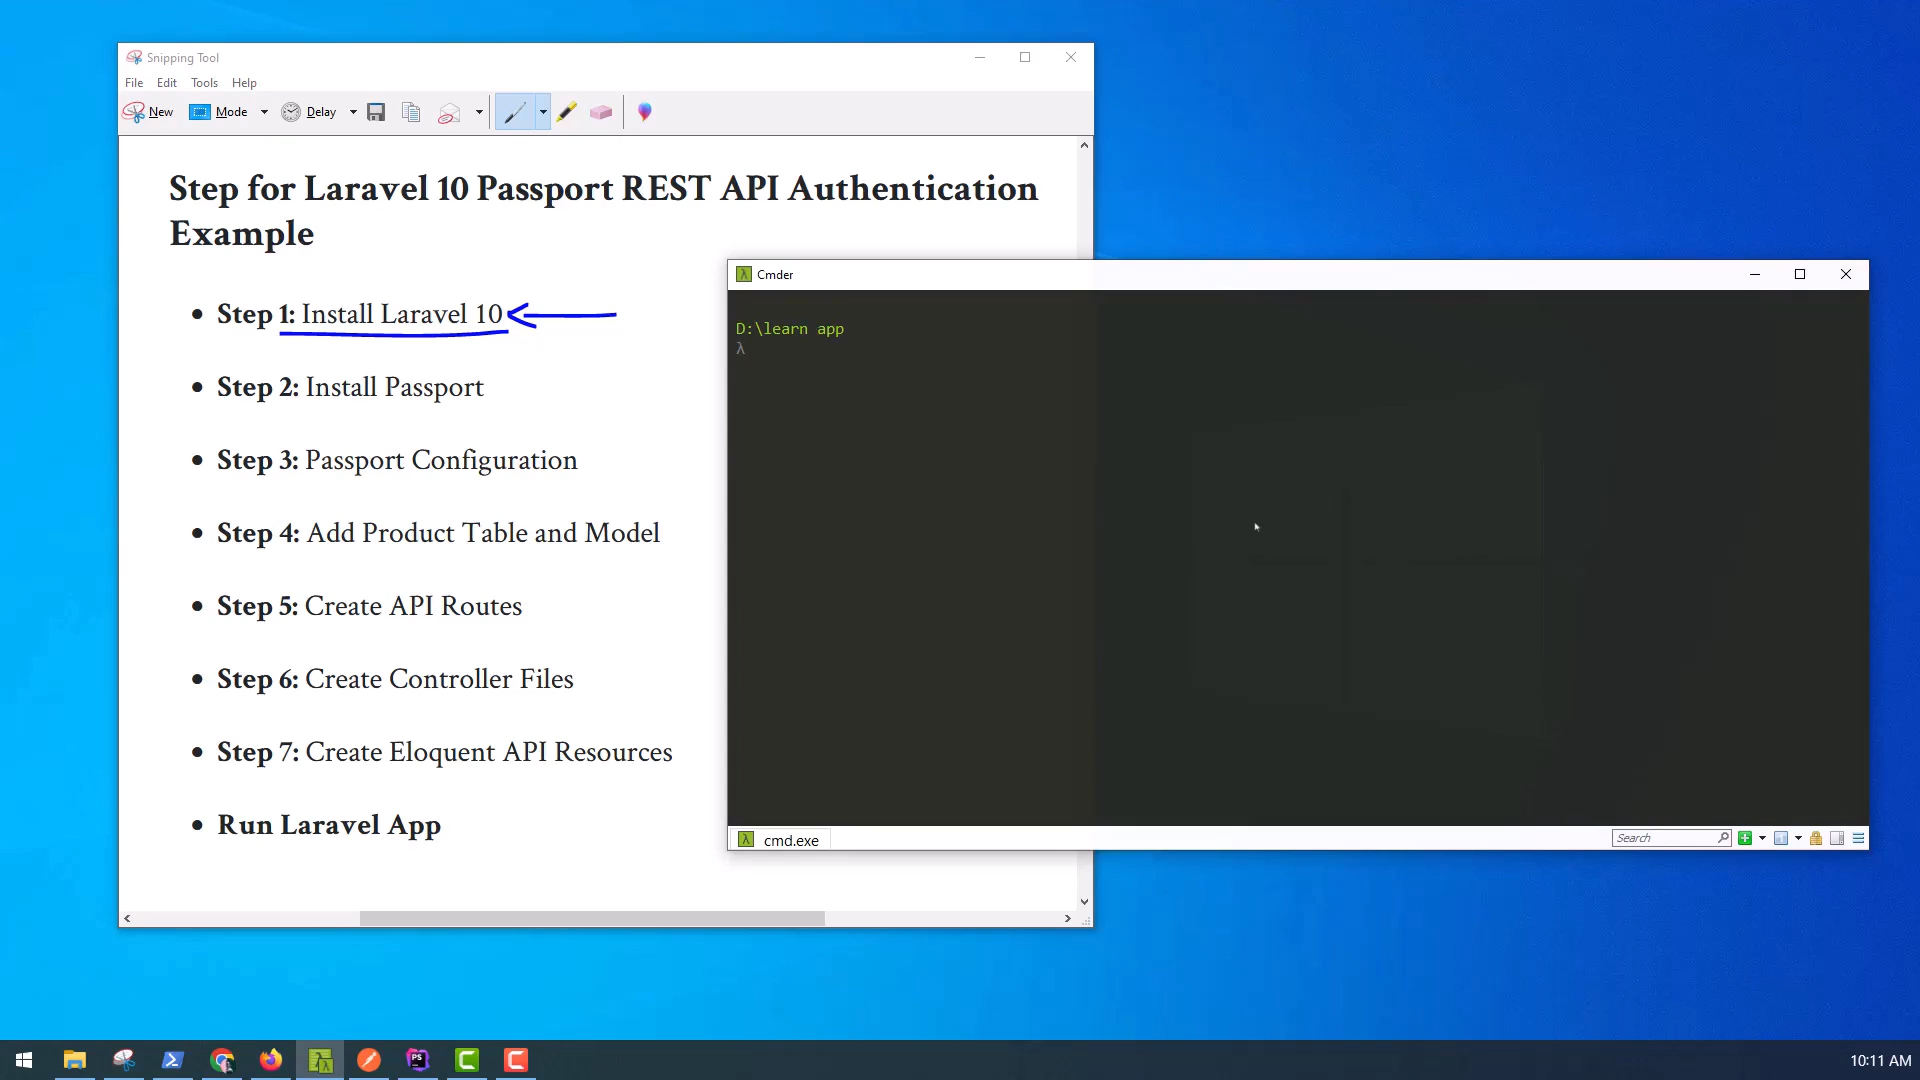 Snipping Tool
File Edit Tools Help
New Mode Delay
Step for Laravel 10 Passport REST API Authentication
Example
Step 1: Install Laravel 10
Step 2: Install Passport
Step 3: Passport Configuration
Step 4: Add Product Table and Model
Step 5: Create API Routes
Step 6: Create Controller Files
Step 7: Create Eloquent API Resources
Run Laravel App
Cmder
D:\learn app
λ
cmd.exe
Search
10:11 AM